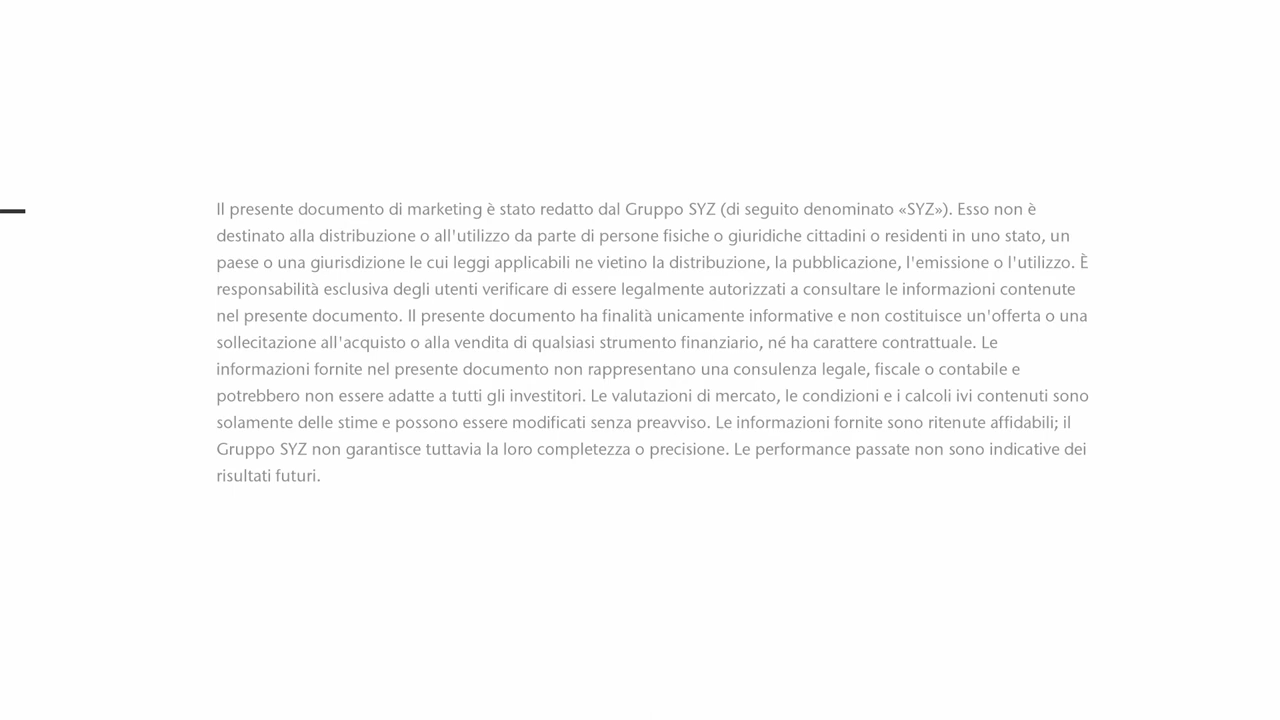 Il presente documento di marketing è stato redatto dal Gruppo SYZ (di seguito denominato «SYZ»). Esso non è
destinato alla distribuzione o all'utilizzo da parte di persone fisiche o giuridiche cittadini o residenti in uno stato, un
paese o una giurisdizione le cui leggi applicabili ne vietino la distribuzione, la pubblicazione, l'emissione o l'utilizzo. È
responsabilità esclusiva degli utenti verificare di essere legalmente autorizzati a consultare le informazioni contenute
nel presente documento. Il presente documento ha finalità unicamente informative e non costituisce un'offerta o una
sollecitazione all'acquisto o alla vendita di qualsiasi strumento finanziario, né ha carattere contrattuale. Le
informazioni fornite nel presente documento non rappresentano una consulenza legale, fiscale o contabile e
potrebbero non essere adatte a tutti gli investitori. Le valutazioni di mercato, le condizioni e i calcoli ivi contenuti sono
solamente delle stime e possono essere modificati senza preavviso. Le informazioni fornite sono ritenute affidabili; il
Gruppo SYZ non garantisce tuttavia la loro completezza o precisione. Le performance passate non sono indicative dei
risultati futuri.